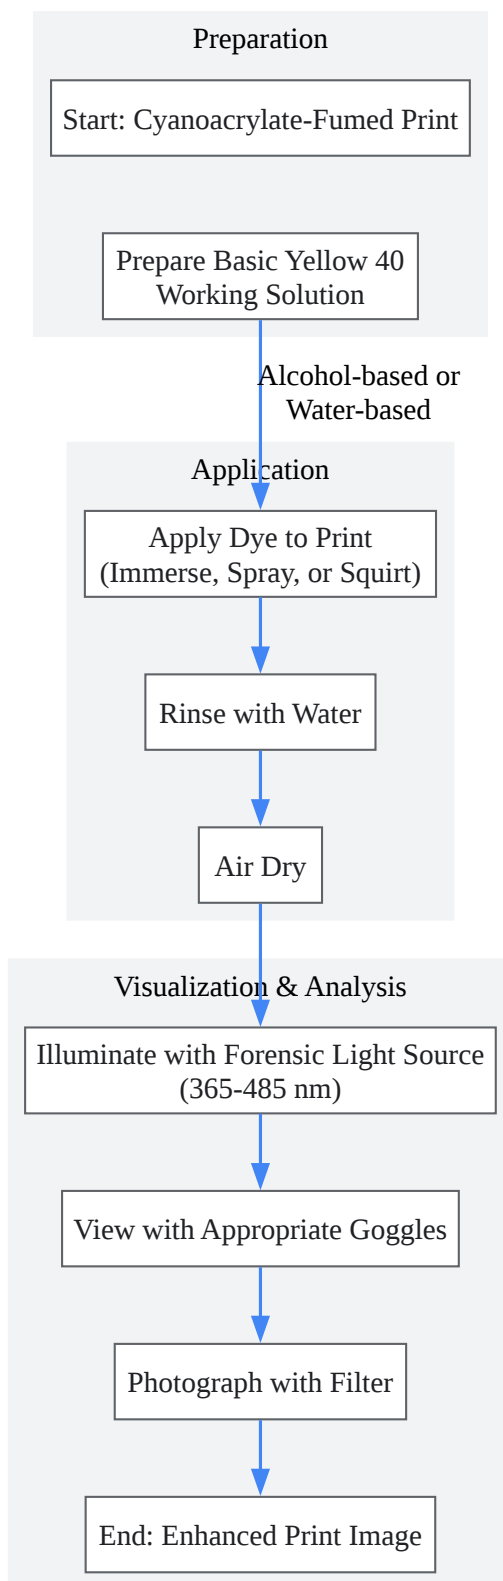 Preparation
Start: Cyanoacrylate-Fumed Print
Prepare Basic Yellow 40
Working Solution
Alcohol-based or
Water-based
Application
Apply Dye to Print
(Immerse, Spray, or Squirt)
Rinse with Water
Air Dry
Visualization & Analysis
Illuminate with Forensic Light Source
(365-485 nm)
View with Appropriate Goggles
Photograph with Filter
End: Enhanced Print Image